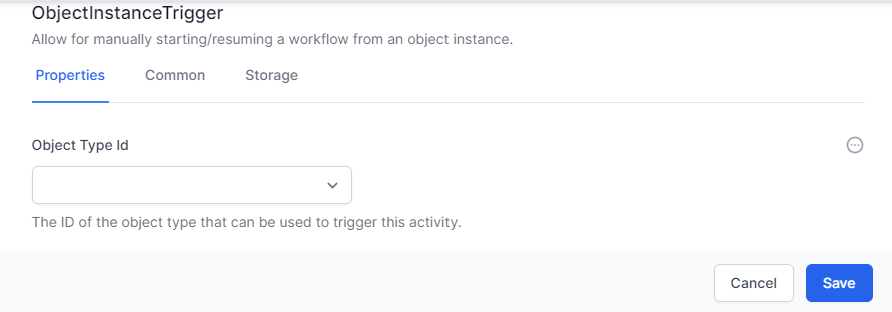 ObjectInstanceTrigger
Allow for manually starting/resuming a workflow from an object instance.
Properties Common Storage
Object Type Id
The ID of the object type that can be used to trigger this activity.
Cancel Save